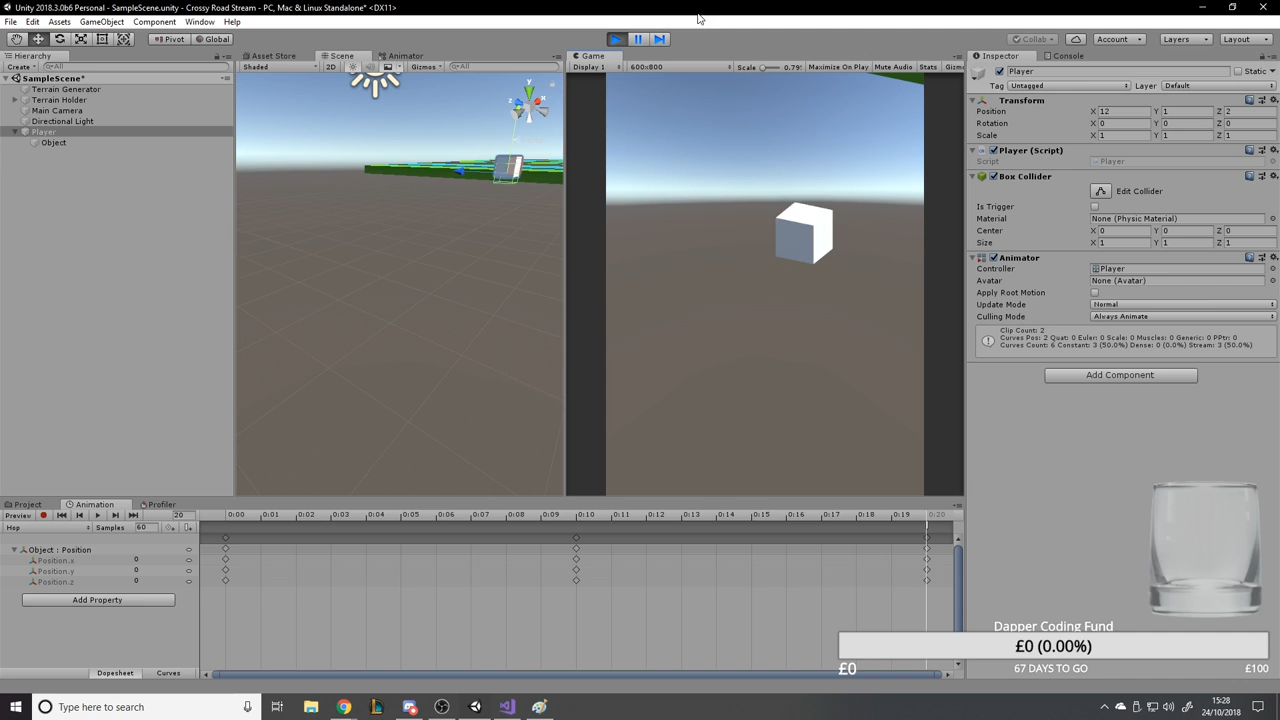 Unity 2018.3.0b6 Personal - SampleScene.unity - Crossy Road Stream - PC, Mac & Linux Standalone* <DX11>
File Edit Assets GameObject Component Window Help
Pivot Global Collab Account Layers Layout
Hierarchy Asset Store Scene Animator Game Inspector Console
Create All Shaded 2D Gizmos All Display 1 600x800 Scale 0.79 Maximize On Play Mute Audio Stats Gizm
Player Static
SampleScene*
Tag Untagged Layer Default
Terrain Generator
Terrain Holder
Main Camera
Directional Light
Player
Object
y
z
x
Transform
Position X 12 Y 1 Z 2
Rotation X 0 Y 0 Z 0
Scale X 1 Y 1 Z 1
Player (Script)
Script Player
Box Collider
Edit Collider
Is Trigger
Material None (Physic Material)
Center X 0 Y 0 Z 0
Size X 1 Y 1 Z 1
Animator
Controller Player
Avatar None (Avatar)
Apply Root Motion
Update Mode Normal
Culling Mode Always Animate
Clip Count: 2
Curves Pos: 2 Quat: 0 Euler: 0 Scale: 0 Muscles: 0 Generic: 0 PPtr: 0
Curves Count: 6 Constant: 3 (50.0%) Dense: 0 (0.0%) Stream: 3 (50.0%)
Add Component
Project Animation Profiler
Preview 20 0:00 0:01 0:02 0:03 0:04 0:05 0:06 0:07 0:08 0:09 0:10 0:11 0:12 0:13 0:14 0:15 0:16 0:17 0:18 0:19 0:20
Hop Samples 60
Object : Position
Position.x 0
Position.y 0
Position.z 0
Add Property
Dopesheet Curves
Dapper Coding Fund
£0 (0.00%)
£0 67 DAYS TO GO £100
Type here to search
15:28
24/10/2018